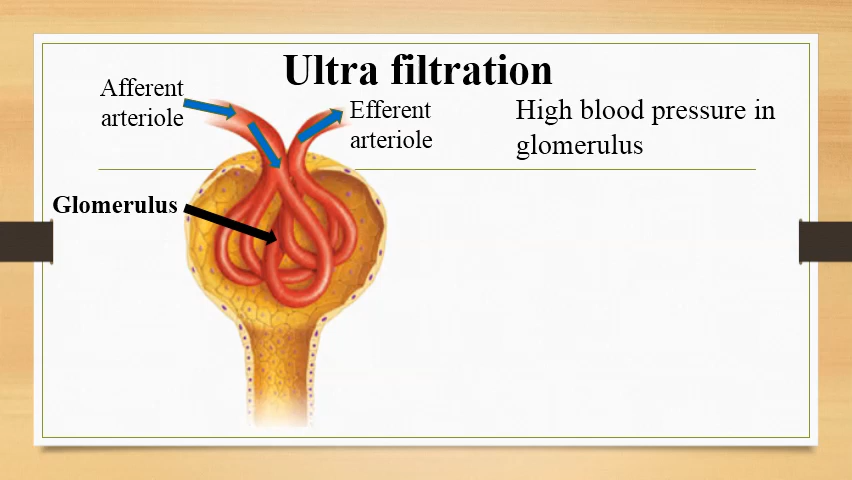 Ultra filtration
Afferent
arteriole
Efferent
arteriole
High blood pressure in
glomerulus
Glomerulus